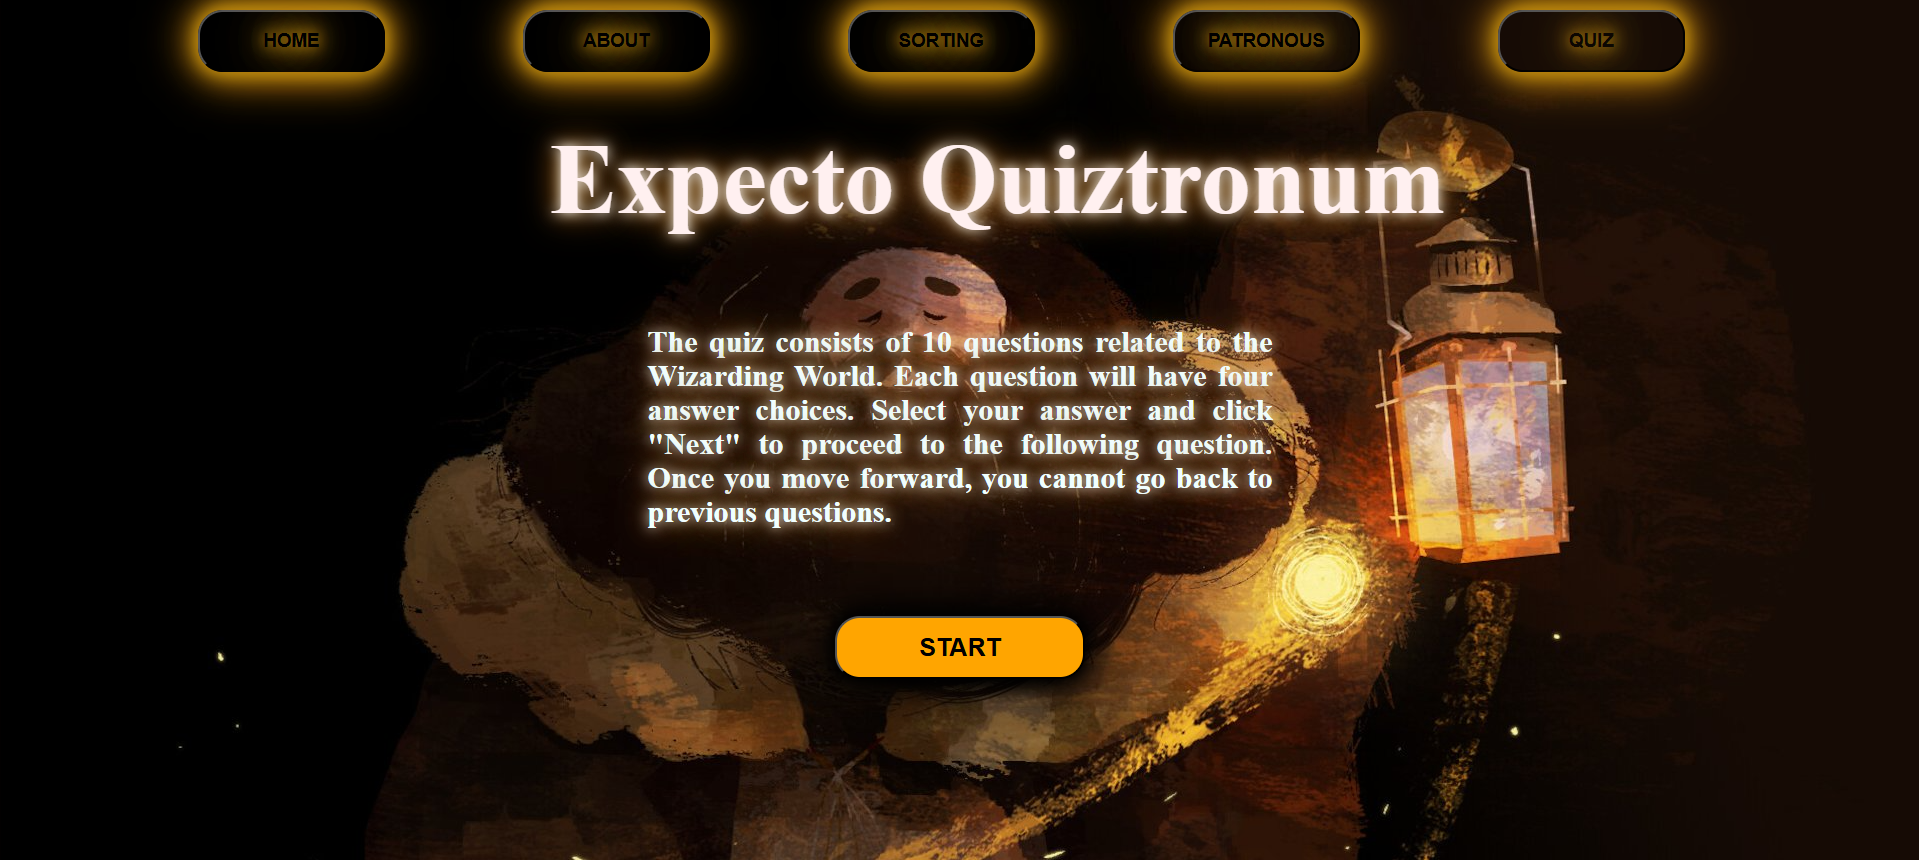 HOME ABOUT SORTING PATRONOUS QUIZ
Expecto Quiztronum
The quiz consists of 10 questions related to the
Wizarding World. Each question will have four
answer choices. Select your answer and click
"Next" to proceed to the following question.
Once you move forward, you cannot go back to
previous questions.
START